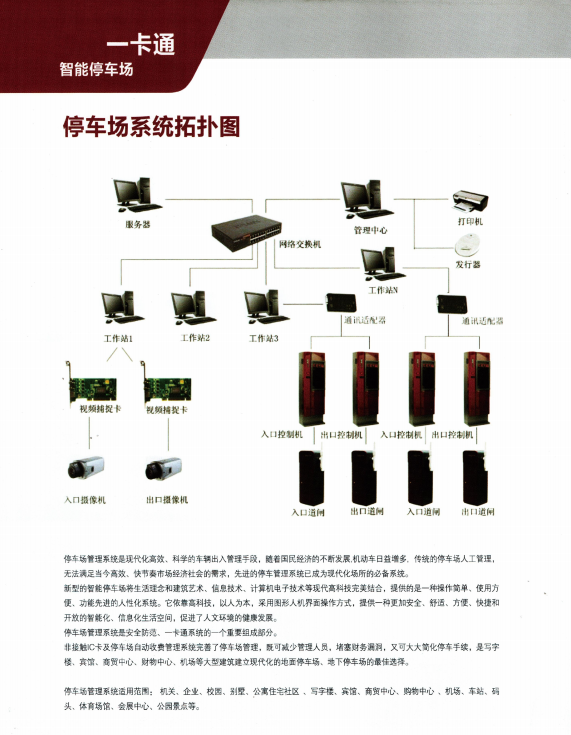 一卡通
智能停车场
停车场系统拓扑图
服务器
网络交换机
管理中心
打印机
发行器
工作站N
工作站1
工作站2
工作站3
通讯适配器
通讯适配器
视频捕捉卡
视频捕捉卡
入口控制机
出口控制机
入口控制机
出口控制机
入口摄像机
出口摄像机
入口道闸
出口道闸
入口道闸
出口道闸
停车场管理系统是现代化高效、科学的车辆出入管理手段，随着国民经济的不断发展,机动车日益增多，传统的停车场人工管理，
无法满足当今高效、快节奏市场经济社会的需求，先进的停车管理系统已成为现代化场所的必备系统。
新型的智能停车场将生活理念和建筑艺术、信息技术、计算机电子技术等现代高科技完美结合，提供的是一种操作简单、使用方
便、功能先进的人性化系统。它依靠高科技，以人为本，采用图形人机界面操作方式，提供一种更加安全、舒适、方便、快捷和
开放的智能化、信息化生活空间，促进了人文环境的健康发展。
停车场管理系统是安全防范、一卡通系统的一个重要组成部分。
非接触IC卡及停车场自动收费管理系统完善了停车场管理，既可减少管理人员，堵塞财务漏洞，又可大大简化停车手续，是写字
楼、宾馆、商贸中心、财物中心、机场等大型建筑建立现代化的地面停车场、地下停车场的最佳选择。
停车场管理系统适用范围： 机关、企业、校园、别墅、公寓住宅社区 、写字楼、宾馆、商贸中心、购物中心 、机场、车站、码
头、体育场馆、会展中心、公园景点等。